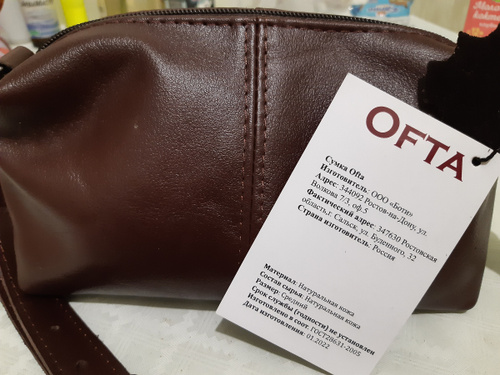 OFTA
Сумка Ofta
Изготовитель: ООО «Боти»
Адрес: 344092 Ростов-на-Дону, ул.
Волкова 7/3, оф.5
Фактический адрес: 347630 Ростовская
область,г. Сальск, ул. Буденного, 32
Страна изготовитель: Россия
Материал: Натуральная кожа
Состав сырья: Натуральная кожа
Размер: Средний
Срок службы (годности) не установлен
Изготовлено в соот. ГОСТ28631-2005
Дата изготовления: 01.2022